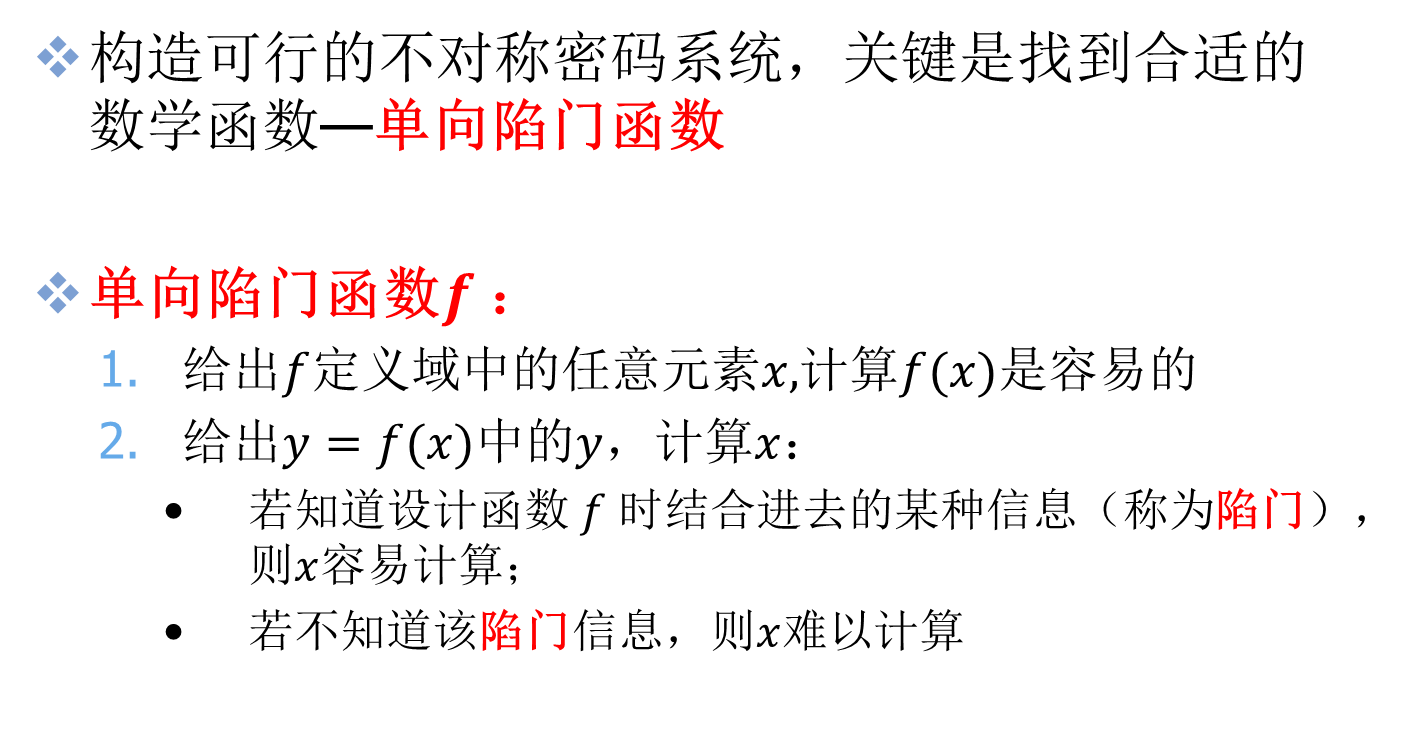 构造可行的不对称密码系统，关键是找到合适的
数学函数—单向陷门函数
单向陷门函数f：
1. 给出f定义域中的任意元素x,计算f(x)是容易的
2. 给出y = f(x)中的y，计算x：
• 若知道设计函数 f 时结合进去的某种信息（称为陷门），
则x容易计算；
• 若不知道该陷门信息，则x难以计算